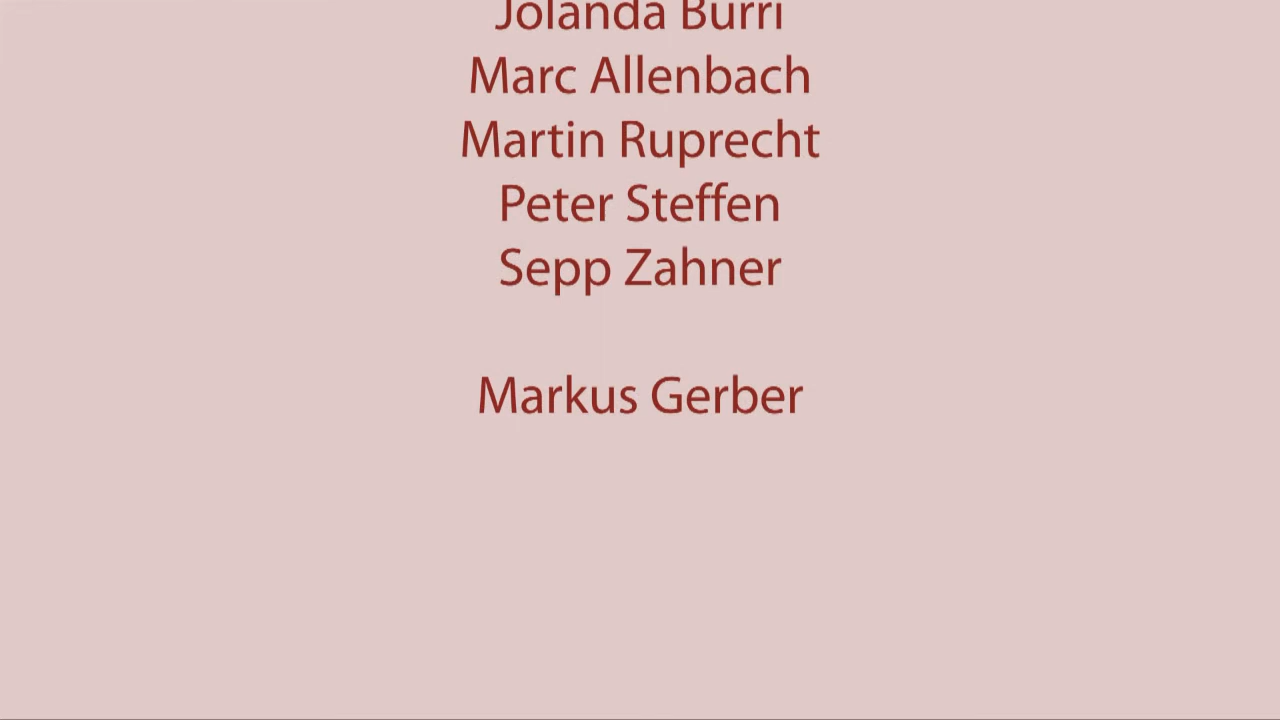 Jolanda Burri
Marc Allenbach
Martin Ruprecht
Peter Steffen
Sepp Zahner
Markus Gerber